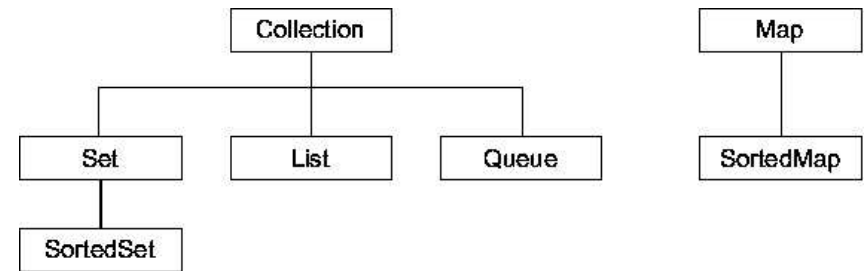 Collection
Map
Set
List
Queue
SortedMap
SortedSet